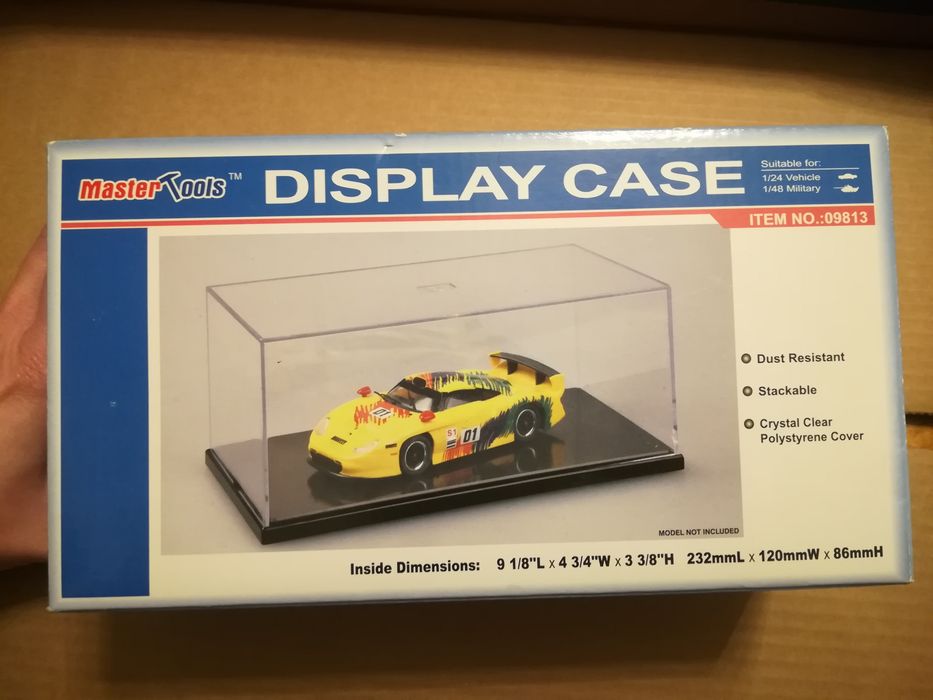 Master Tools™
DISPLAY CASE
Suitable for:
1/24 Vehicle
1/48 Military
ITEM NO.:09813
01
S1
01
Dust Resistant
Stackable
Crystal Clear
Polystyrene Cover
MODEL NOT INCLUDED
Inside Dimensions: 9 1/8"L x 4 3/4"W x 3 3/8"H 232mmL x 120mmW x 86mmH